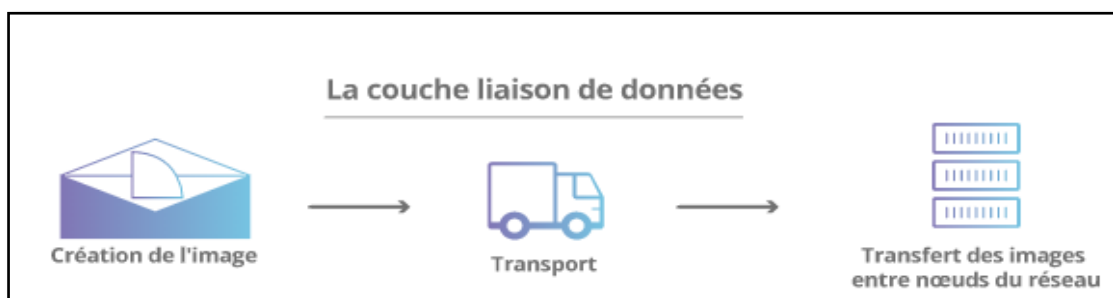 La couche liaison de données
Création de l'image
Transport
Transfert des images
entre nœuds du réseau